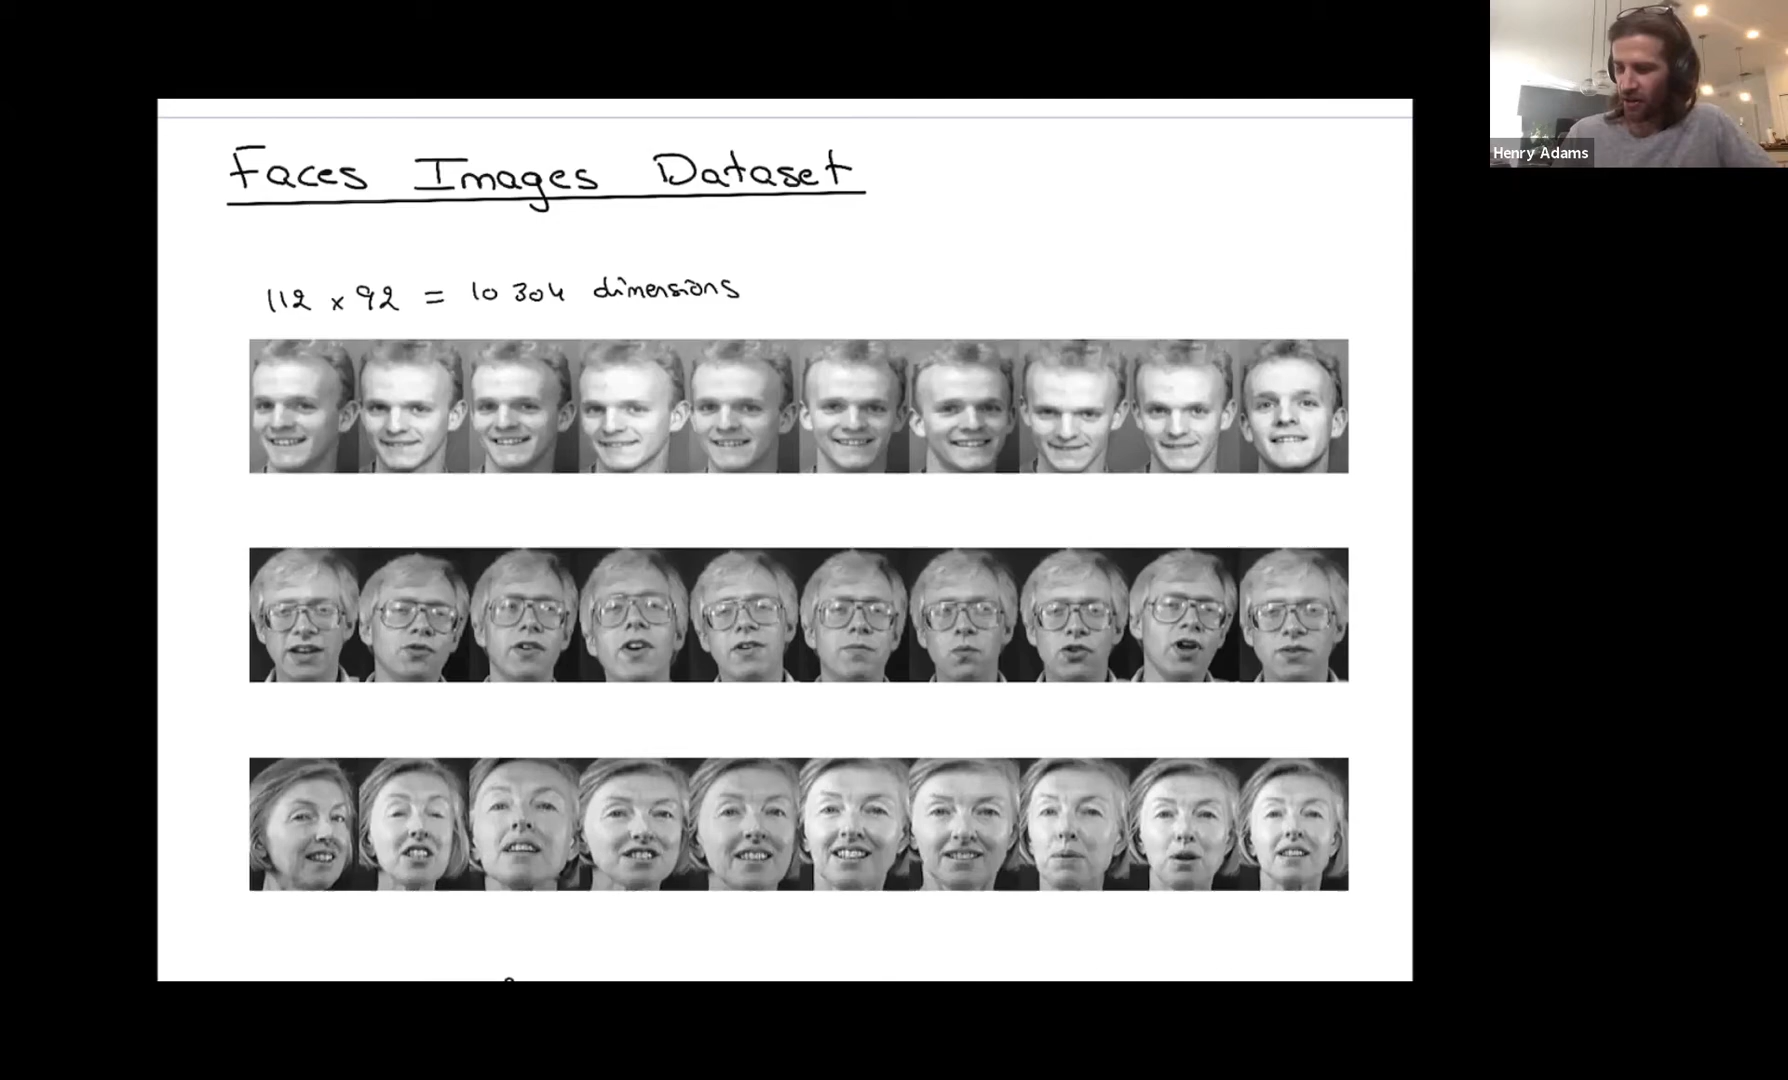 Faces Images Dataset
112 x 92 = 10 304 dimensions
Henry Adams